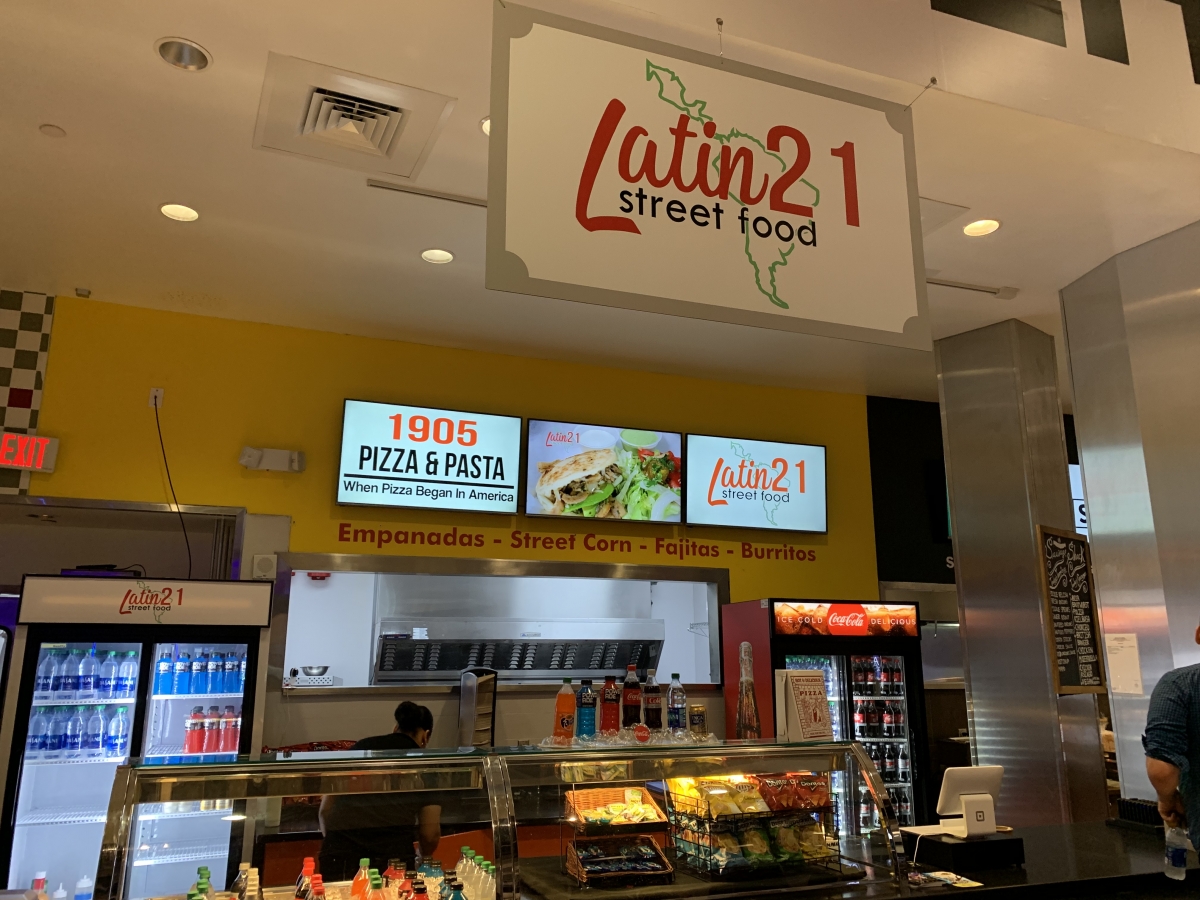 Latin21
street food
EXIT
1905
PIZZA & PASTA
When Pizza Began In America
Latin21
Latin21
street food
Empanadas - Street Corn - Fajitas - Burritos
Latin21
street food
ICE COLD Coca-Cola DELICIOUS
PIZZA